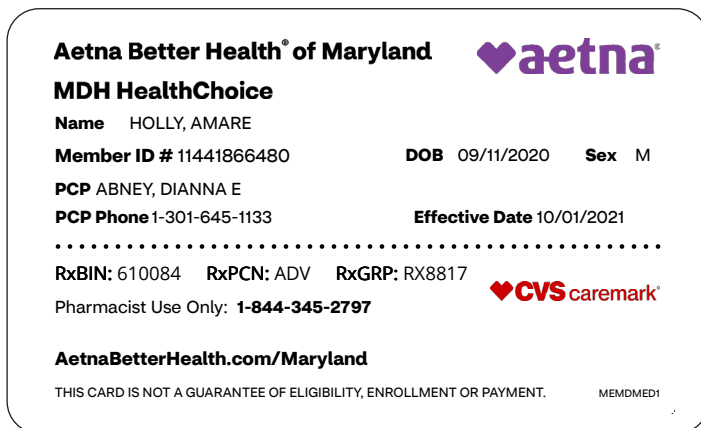 Aetna Better Health® of Maryland
aetna®
MDH HealthChoice
Name HOLLY, AMARE
Member ID # 11441866480 DOB 09/11/2020 Sex M
PCP ABNEY, DIANNA E
PCP Phone 1-301-645-1133 Effective Date 10/01/2021
RxBIN: 610084 RxPCN: ADV RxGRP: RX8817
CVS caremark®
Pharmacist Use Only: 1-844-345-2797
AetnaBetterHealth.com/Maryland
THIS CARD IS NOT A GUARANTEE OF ELIGIBILITY, ENROLLMENT OR PAYMENT. MEMDMED1